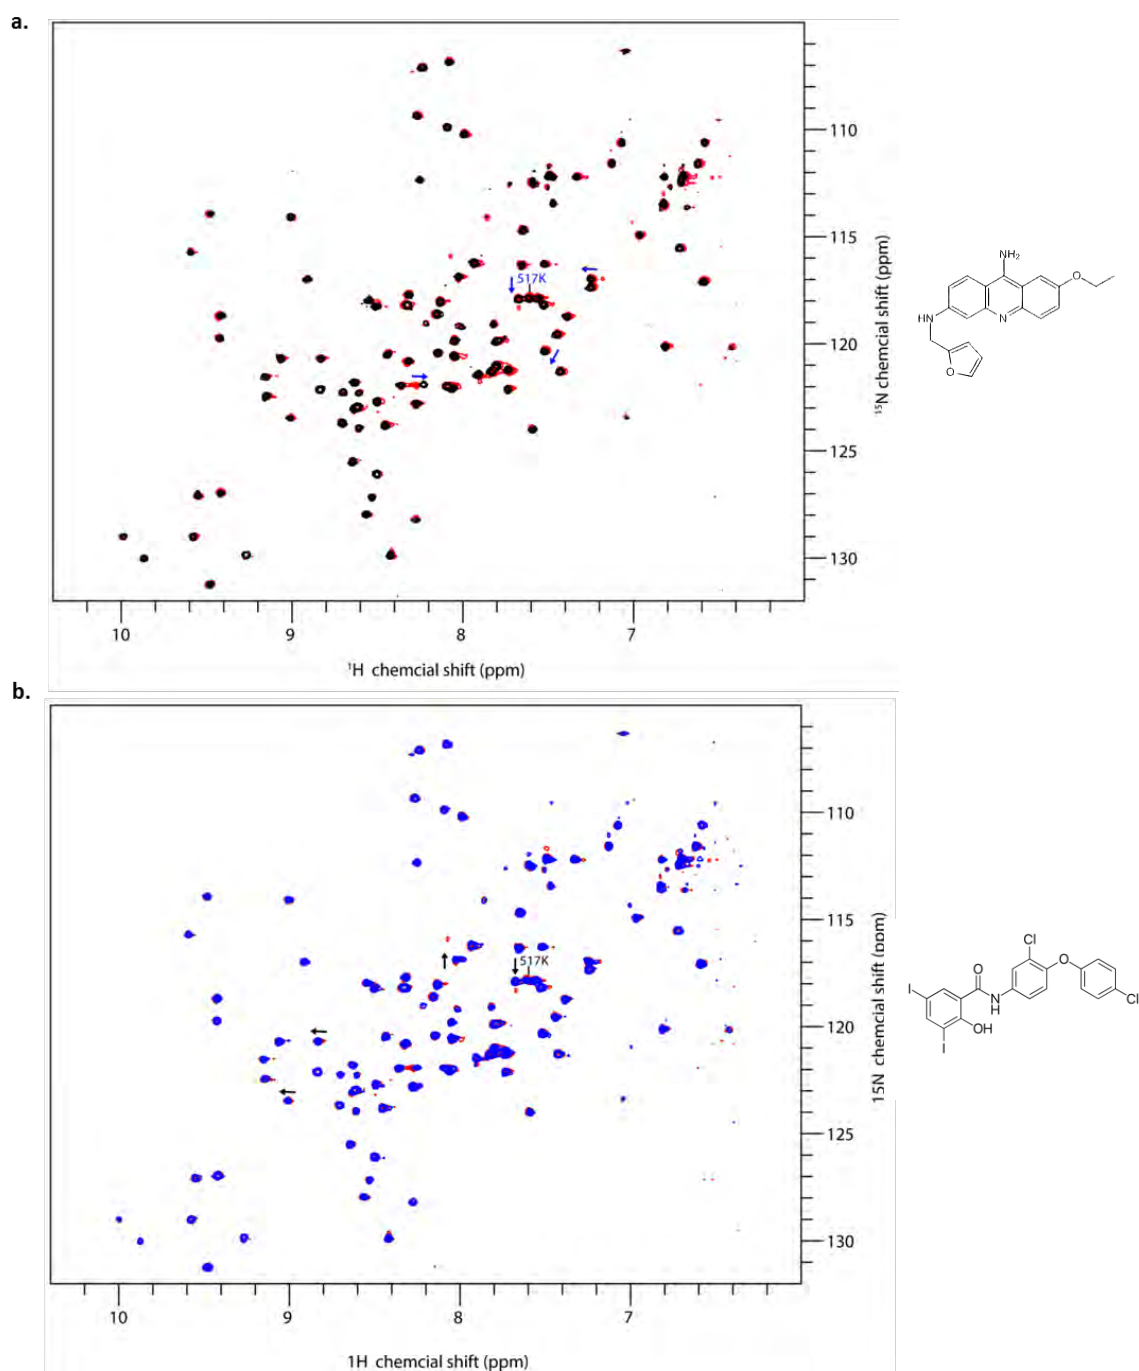 a.
110
115
120
125
130
517K
10
9
8
7
¹H chemcial shift (ppm)
¹⁵N chemcial shift (ppm)
NH₂
O
HN
N
O
b.
110
115
120
125
130
517K
10
9
8
7
1H chemcial shift (ppm)
15N chemcial shift (ppm)
Cl
O
O
I
N
H
Cl
OH
I